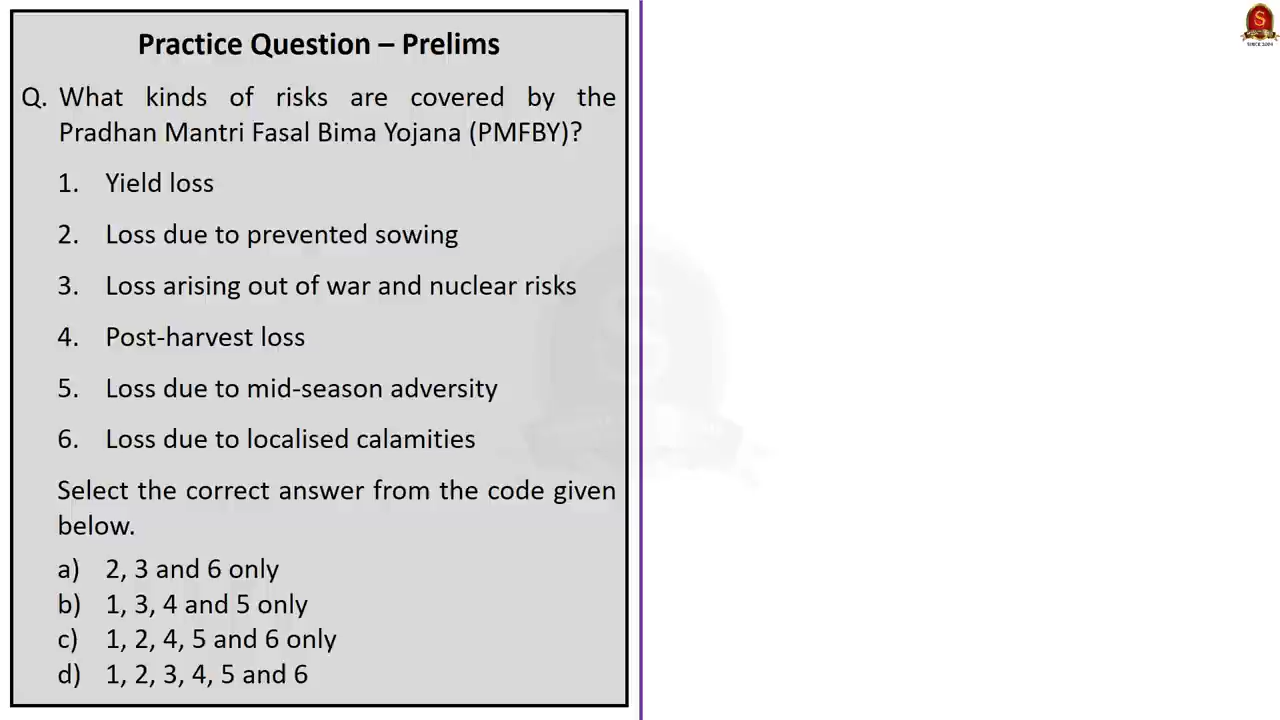 Practice Question – Prelims
Q. What kinds of risks are covered by the
Pradhan Mantri Fasal Bima Yojana (PMFBY)?
1. Yield loss
2. Loss due to prevented sowing
3. Loss arising out of war and nuclear risks
4. Post-harvest loss
5. Loss due to mid-season adversity
6. Loss due to localised calamities
Select the correct answer from the code given
below.
a) 2, 3 and 6 only
b) 1, 3, 4 and 5 only
c) 1, 2, 4, 5 and 6 only
d) 1, 2, 3, 4, 5 and 6
S
SINCE 2004